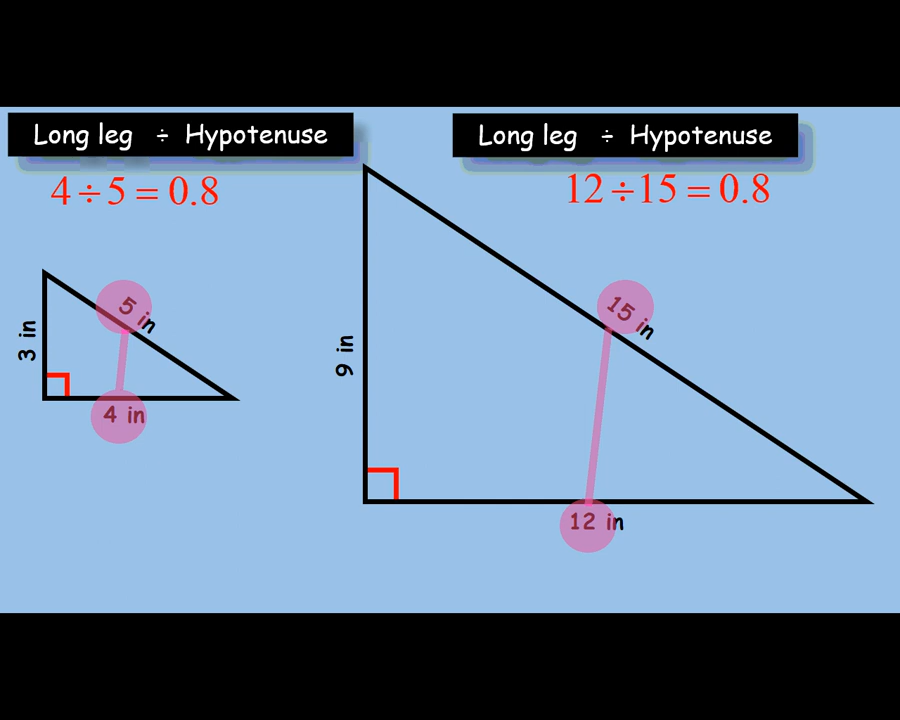 Long leg ÷ Hypotenuse
4 ÷ 5 = 0.8
3 in
5 in
4 in
Long leg ÷ Hypotenuse
12 ÷ 15 = 0.8
9 in
15 in
12 in